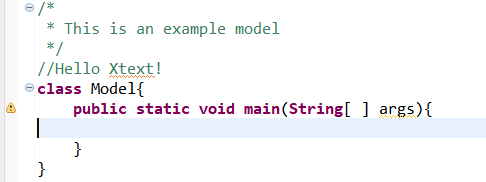 /*
 * This is an example model
 */
//Hello Xtext!
class Model{
    public static void main(String[ ] args){

    }
}